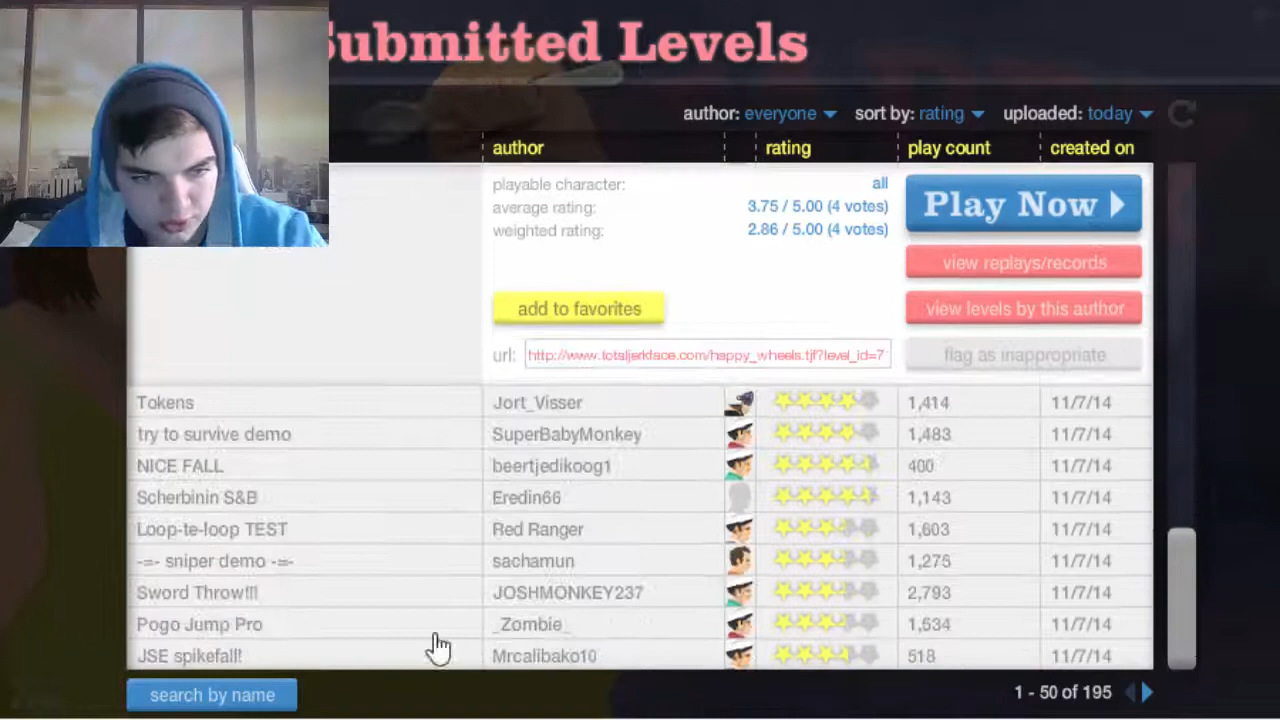 Submitted Levels
author: everyone sort by: rating uploaded: today
author rating play count created on
playable character: all
average rating: 3.75 / 5.00 (4 votes)
weighted rating: 2.86 / 5.00 (4 votes)
Play Now
view replays/records
add to favorites
view levels by this author
url: http://www.totaljerkface.com/happy_wheels.tjf?level_id=7
flag as inappropriate
Tokens Jort_Visser 1,414 11/7/14
try to survive demo SuperBabyMonkey 1,483 11/7/14
NICE FALL beertjedikoog1 400 11/7/14
Scherbinin S&B Eredin66 1,143 11/7/14
Loop-te-loop TEST Red Ranger 1,603 11/7/14
-=- sniper demo -=- sachamun 1,275 11/7/14
Sword Throw!!! JOSHMONKEY237 2,793 11/7/14
Pogo Jump Pro _Zombie_ 1,534 11/7/14
JSE spikefall! Mrcalibako10 518 11/7/14
search by name 1 - 50 of 195